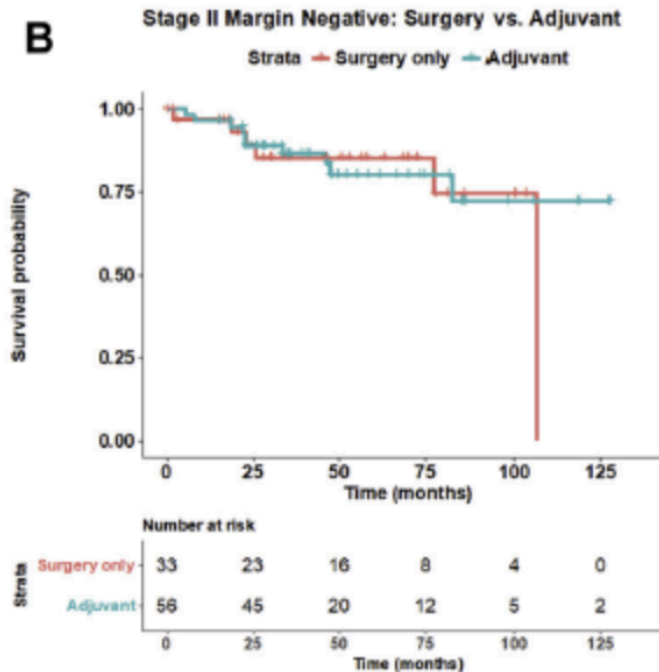 B
Stage II Margin Negative: Surgery vs. Adjuvant
Strata Surgery only Adjuvant
1.00
0.75
0.50
0.25
0.00
Survival probability
0 25 50 75 100 125
Time (months)
Number at risk
Strata
Surgery only 33 23 16 8 4 0
Adjuvant 56 45 20 12 5 2
0 25 50 75 100 125
Time (months)